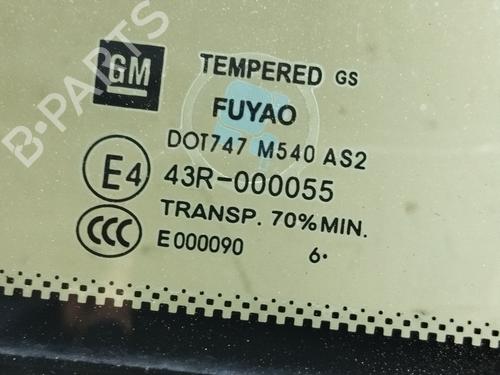 GM
TEMPERED GS
FUYAO
DOT747 M540 AS2
E4 43R-000055
TRANSP. 70% MIN.
CCC
E000090 6·
B-PARTS